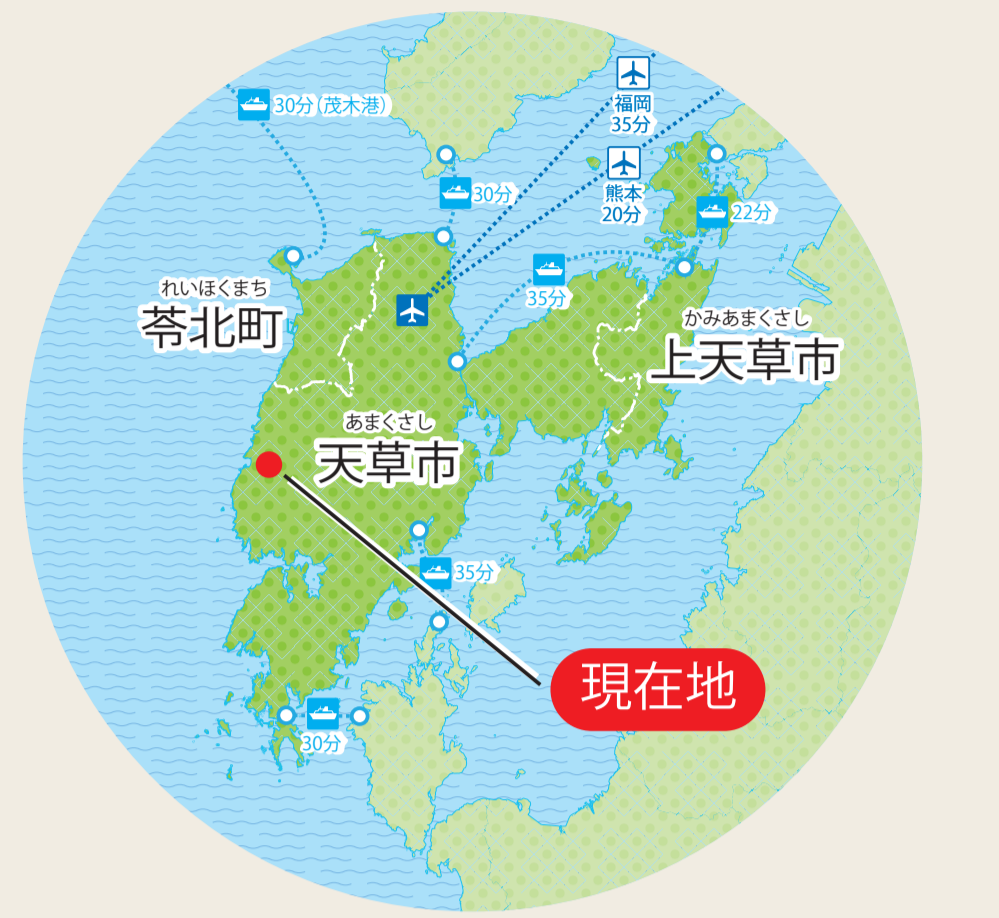 30分(茂木港)
福岡
35分
30分
熊本
20分
22分
35分
れいほくまち
苓北町
かみあまくさし
上天草市
あまくさし
天草市
35分
現在地
30分